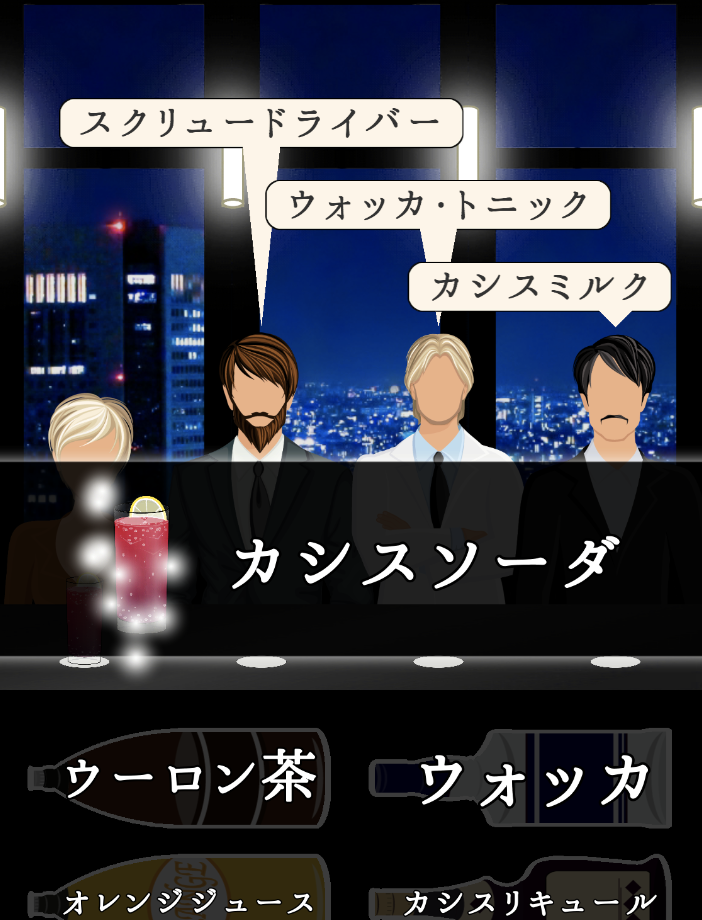 スクリュードライバー
ウォッカ・トニック
カシスミルク
カシスソーダ
ウーロン茶
ウォッカ
オレンジジュース
カシスリキュール